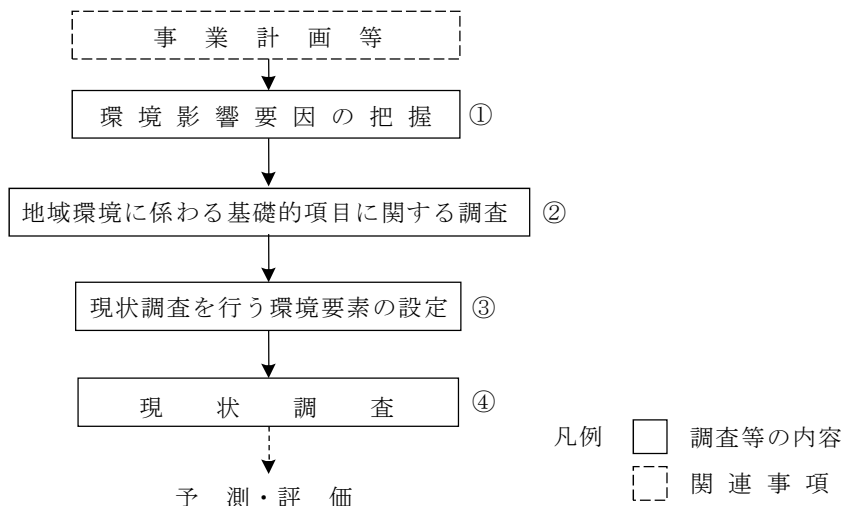 事業計画等
環境影響要因の把握 ①
地域環境に係わる基礎的項目に関する調査 ②
現状調査を行う環境要素の設定 ③
現状調査 ④
予測・評価
凡例 調査等の内容
関連事項